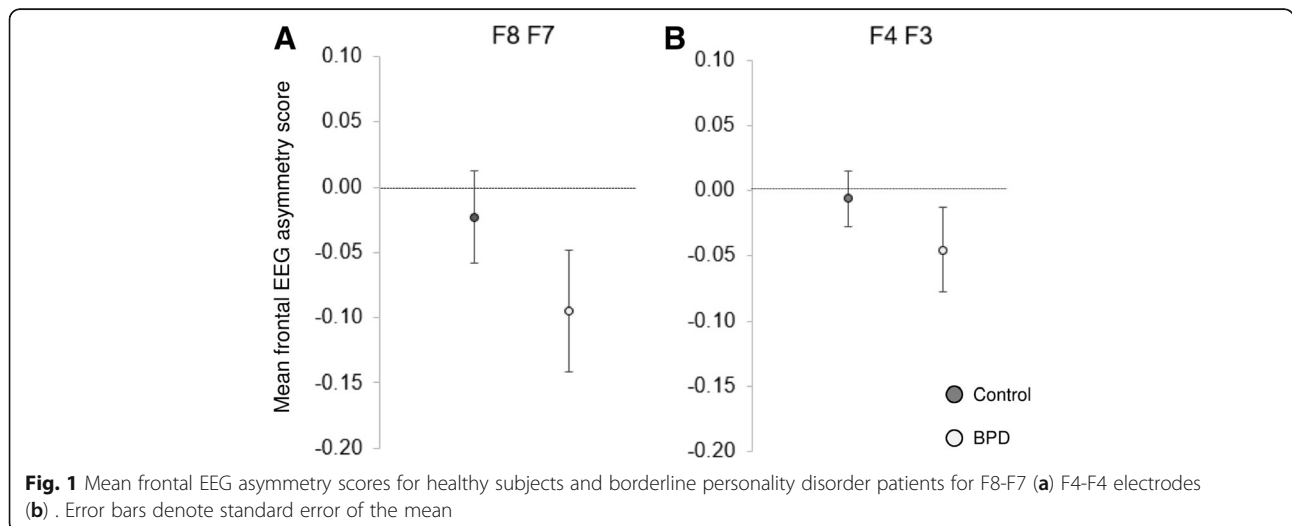 A F8 F7
0.10
0.05
0.00
-0.05
-0.10
-0.15
-0.20
Mean frontal EEG asymmetry score
B F4 F3
0.10
0.05
0.00
-0.05
-0.10
-0.15
-0.20
Control
BPD
Fig. 1 Mean frontal EEG asymmetry scores for healthy subjects and borderline personality disorder patients for F8-F7 (a) F4-F4 electrodes
(b) . Error bars denote standard error of the mean